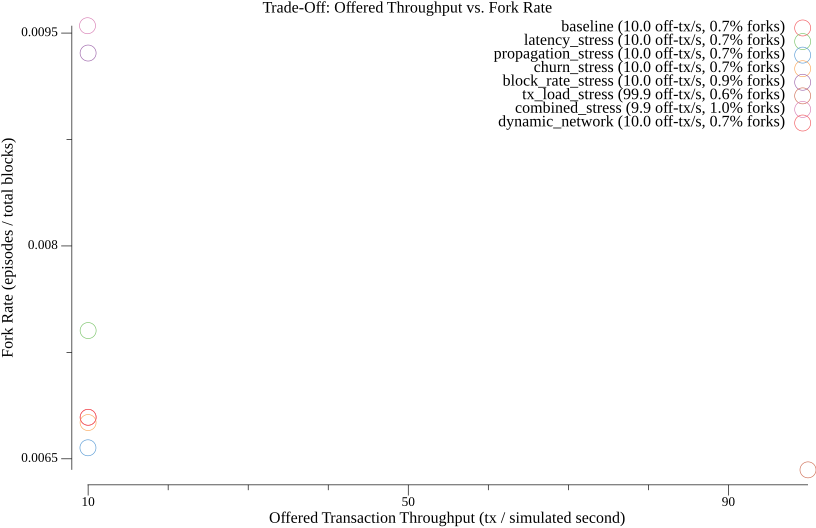 Trade-Off: Offered Throughput vs. Fork Rate
0.0095
baseline (10.0 off-tx/s, 0.7% forks)
latency_stress (10.0 off-tx/s, 0.7% forks)
propagation_stress (10.0 off-tx/s, 0.7% forks)
churn_stress (10.0 off-tx/s, 0.7% forks)
block_rate_stress (10.0 off-tx/s, 0.9% forks)
tx_load_stress (99.9 off-tx/s, 0.6% forks)
combined_stress (9.9 off-tx/s, 1.0% forks)
dynamic_network (10.0 off-tx/s, 0.7% forks)
Fork Rate (episodes / total blocks)
0.008
0.0065
10
50
90
Offered Transaction Throughput (tx / simulated second)